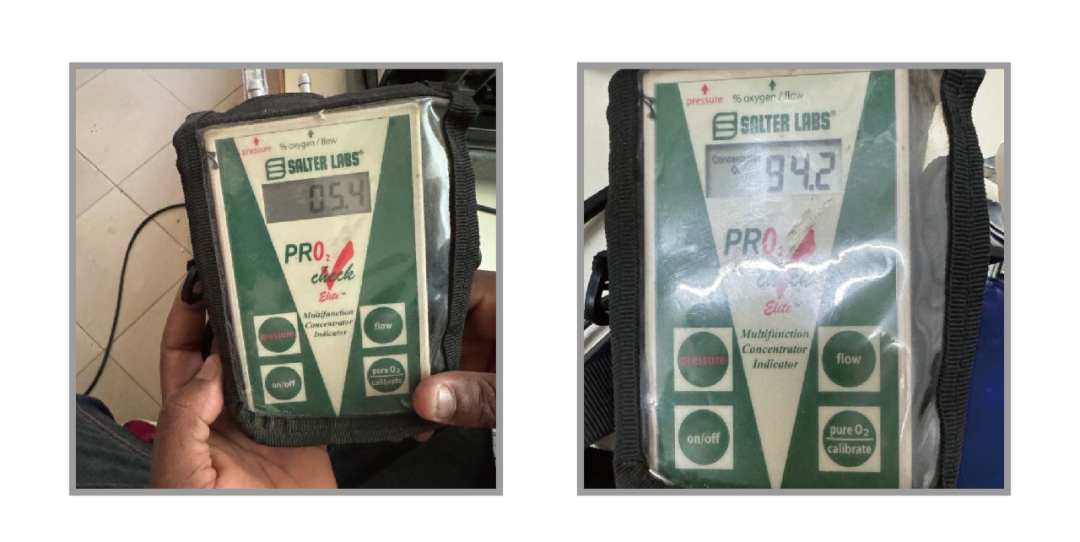 pressure % oxygen / flow
SALTER LABS®
05.4
PRO2
check
Elite™
Multifunction
Concentrator
Indicator
pressure
flow
on/off
pure O2
calibrate
pressure % oxygen / flow
SALTER LABS®
94.2
PRO2
check
Elite™
Multifunction
Concentrator
Indicator
pressure
flow
on/off
pure O2
calibrate